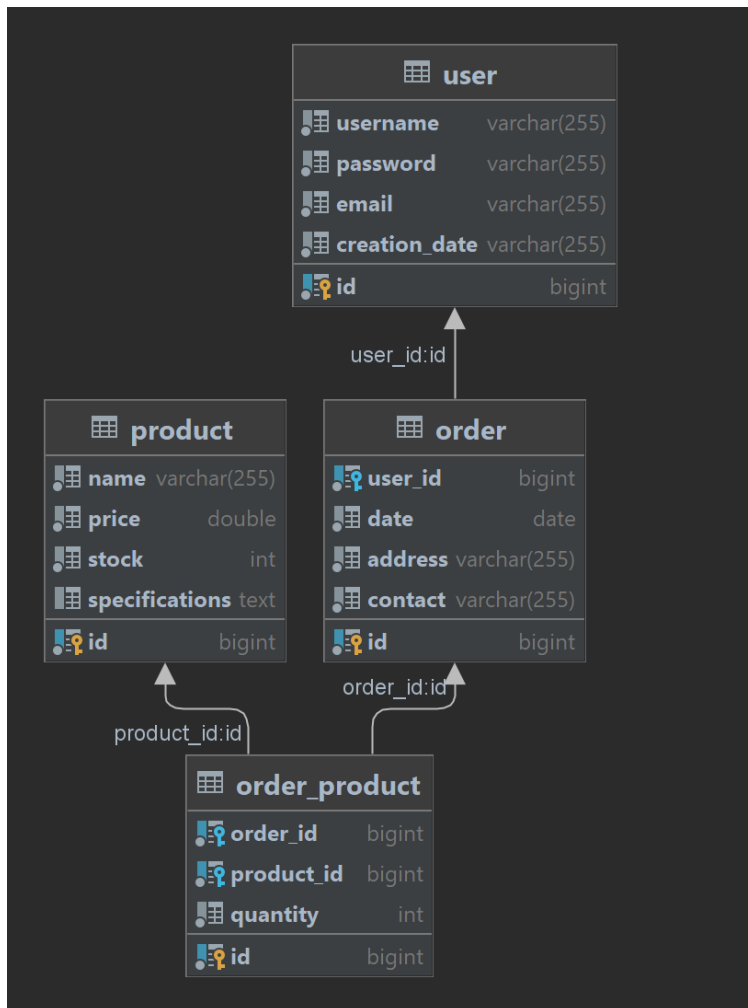 user
username varchar(255)
password varchar(255)
email varchar(255)
creation_date varchar(255)
id bigint
user_id:id
product
name varchar(255)
price double
stock int
specifications text
id bigint
order
user_id bigint
date date
address varchar(255)
contact varchar(255)
id bigint
order_id:id
product_id:id
order_product
order_id bigint
product_id bigint
quantity int
id bigint